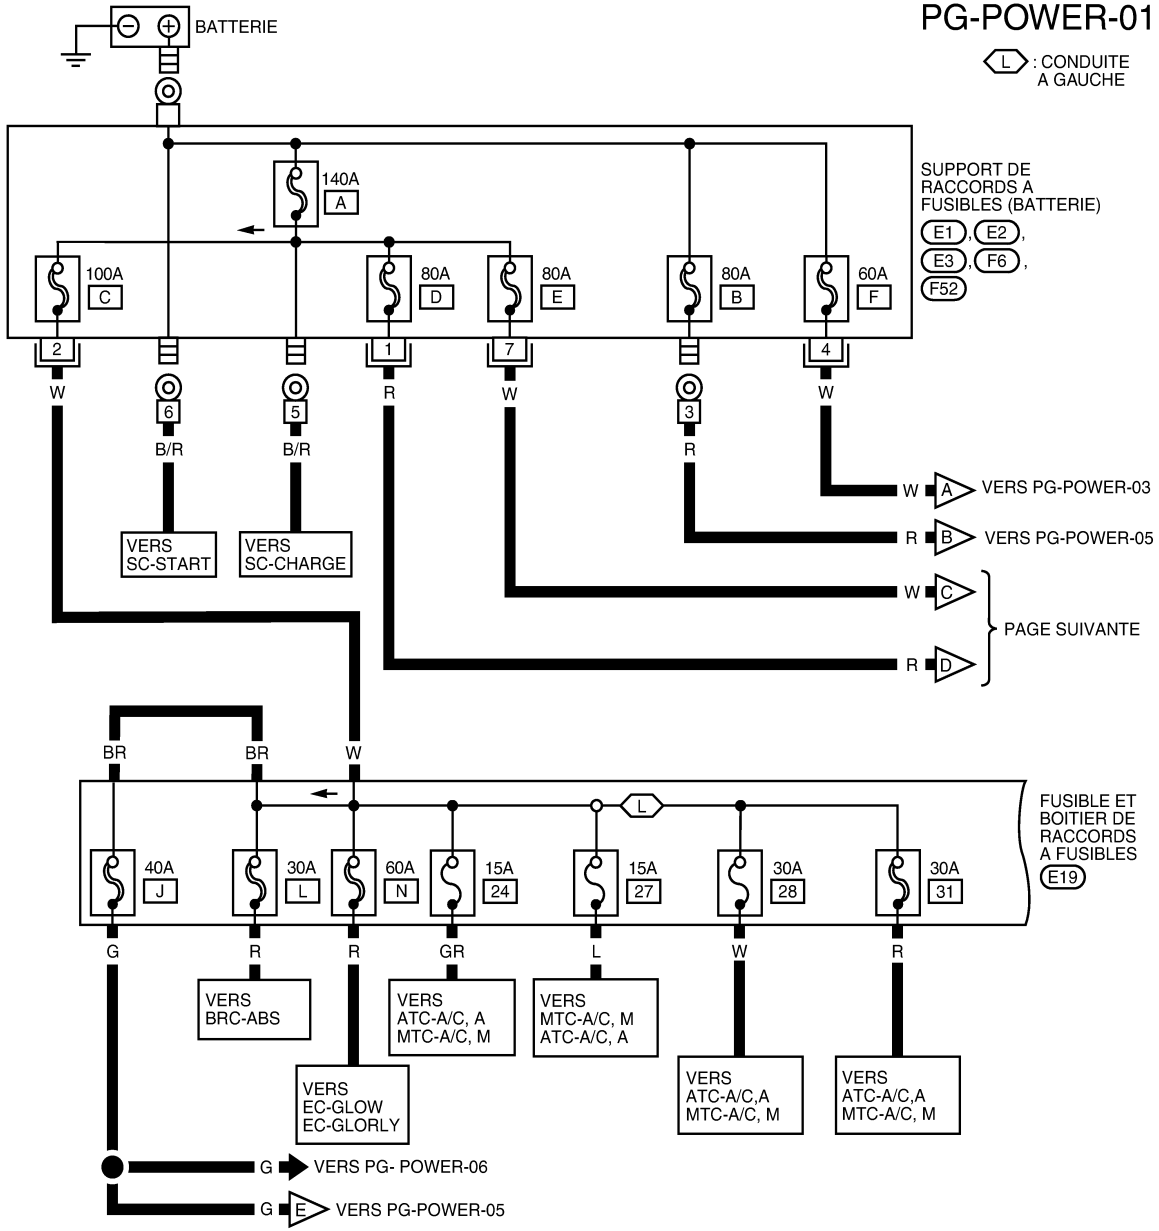 PG-POWER-01
BATTERIE
L : CONDUITE
A GAUCHE
140A
A
SUPPORT DE
RACCORDS A
FUSIBLES (BATTERIE)
E1 , E2 ,
E3 , F6 ,
F52
100A
C
80A
D
80A
E
80A
B
60A
F
2
1
7
4
W
R
W
W
6
5
3
B/R
B/R
R
W A VERS PG-POWER-03
R B VERS PG-POWER-05
VERS
SC-START
VERS
SC-CHARGE
W C
PAGE SUIVANTE
R D
BR
BR
W
L
FUSIBLE ET
BOITIER DE
RACCORDS
A FUSIBLES
E19
40A
J
30A
L
60A
N
15A
24
15A
27
30A
28
30A
31
G
R
R
GR
L
W
R
VERS
BRC-ABS
VERS
ATC-A/C, A
MTC-A/C, M
VERS
MTC-A/C, M
ATC-A/C, A
VERS
EC-GLOW
EC-GLORLY
VERS
ATC-A/C,A
MTC-A/C, M
VERS
ATC-A/C,A
MTC-A/C, M
G VERS PG- POWER-06
G E VERS PG-POWER-05